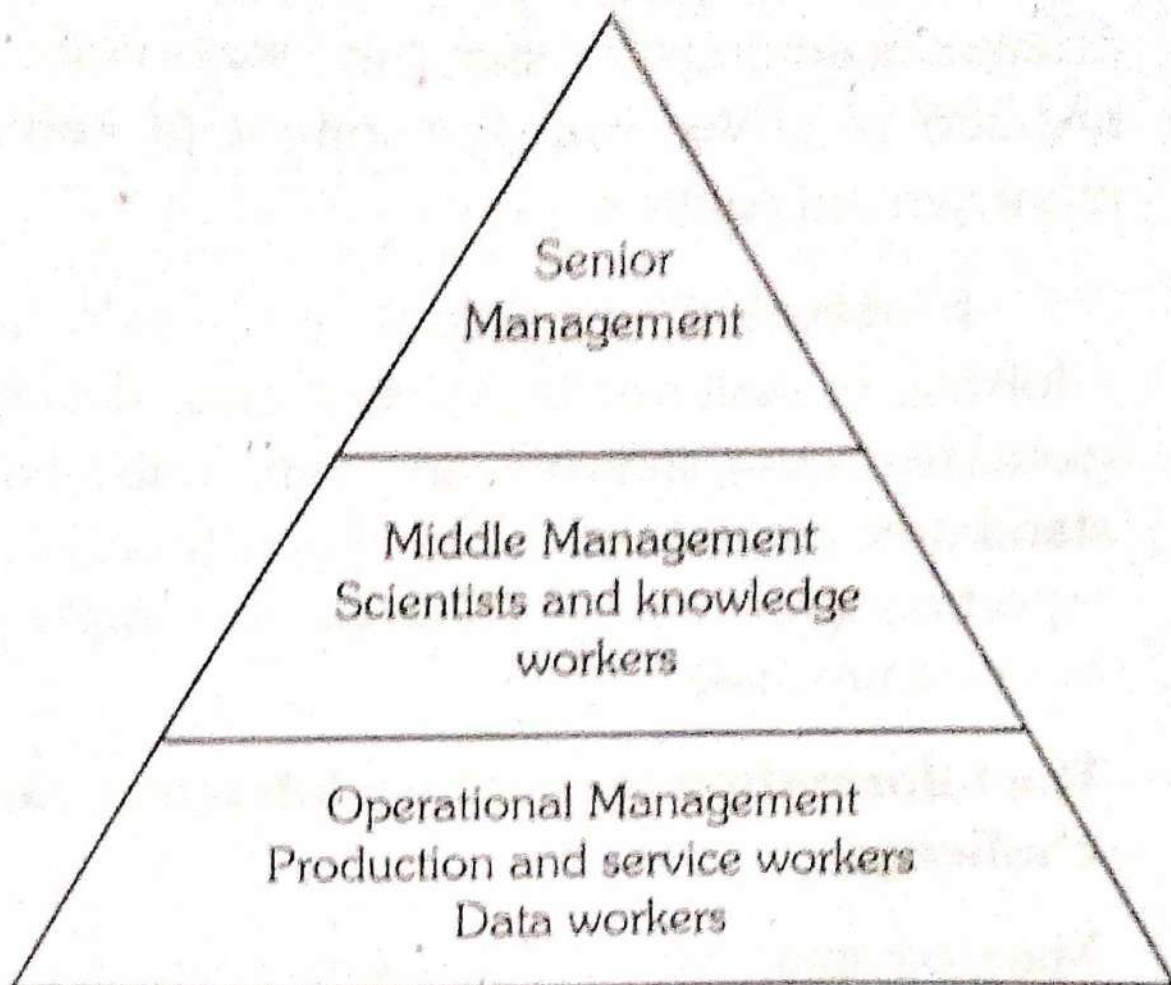 Senior
Management
Middle Management
Scientists and knowledge
workers
Operational Management
Production and service workers
Data workers